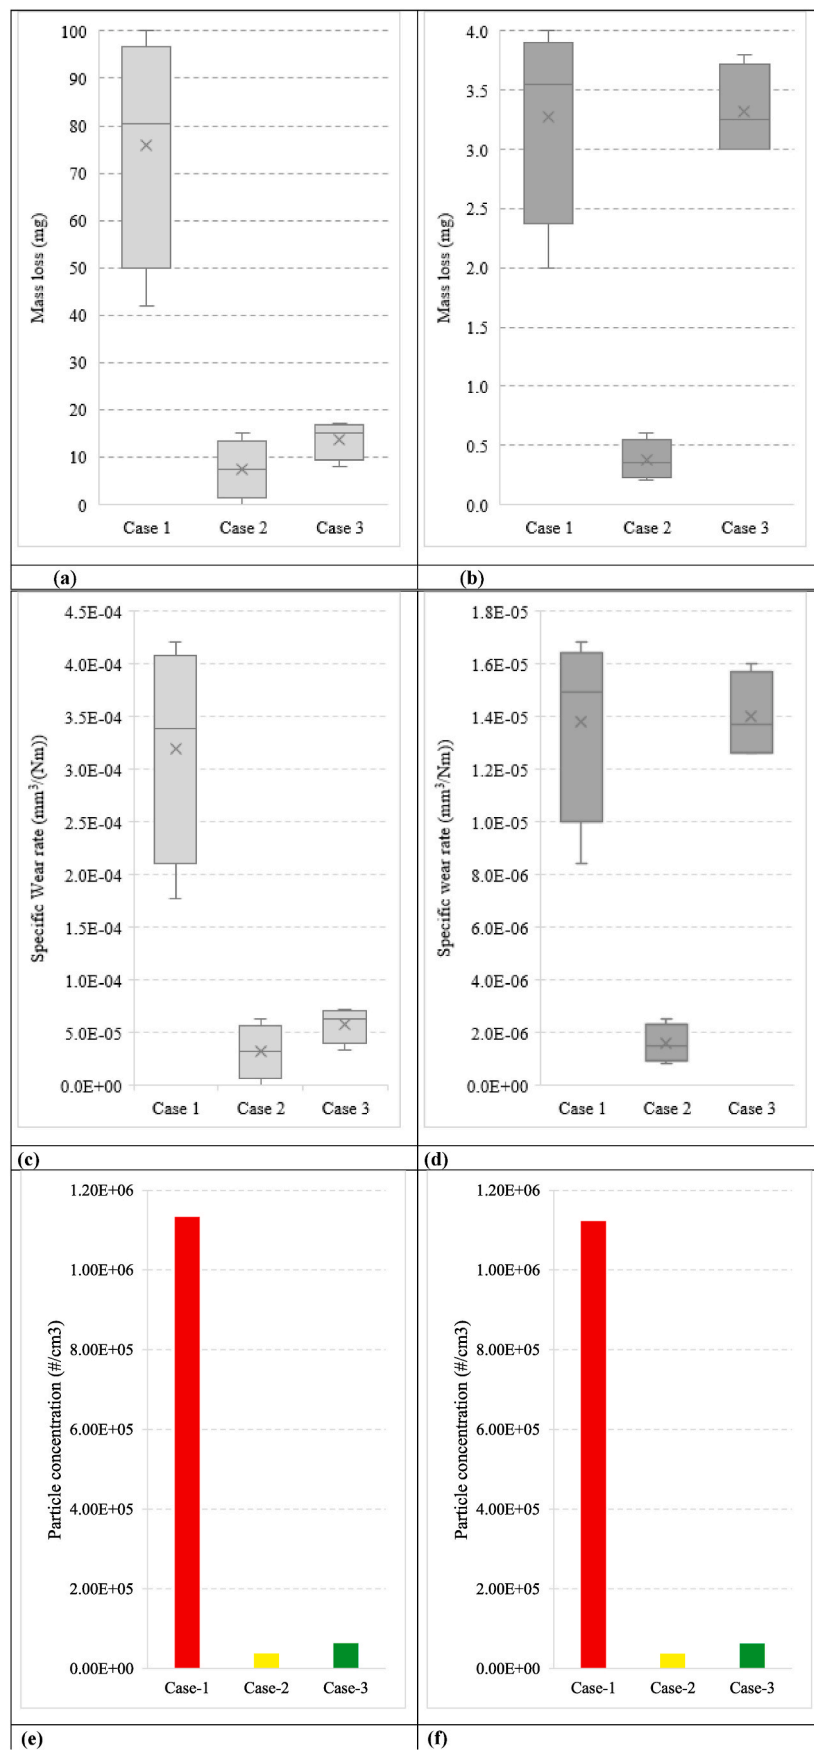 100
90
80
70
60
50
40
30
20
10
0
Mass loss (mg)
Case 1 Case 2 Case 3
(a)
4.0
3.5
3.0
2.5
2.0
1.5
1.0
0.5
0.0
Mass loss (mg)
Case 1 Case 2 Case 3
(b)
4.5E-04
4.0E-04
3.5E-04
3.0E-04
2.5E-04
2.0E-04
1.5E-04
1.0E-04
5.0E-05
0.0E+00
Specific Wear rate (mm³/(Nm))
Case 1 Case 2 Case 3
(c)
1.8E-05
1.6E-05
1.4E-05
1.2E-05
1.0E-05
8.0E-06
6.0E-06
4.0E-06
2.0E-06
0.0E+00
Specific wear rate (mm³/Nm))
Case 1 Case 2 Case 3
(d)
1.20E+06
1.00E+06
8.00E+05
6.00E+05
4.00E+05
2.00E+05
0.00E+00
Particle concentration (#/cm3)
Case-1 Case-2 Case-3
(e)
1.20E+06
1.00E+06
8.00E+05
6.00E+05
4.00E+05
2.00E+05
0.00E+00
Particle concentration (#/cm3)
Case-1 Case-2 Case-3
(f)